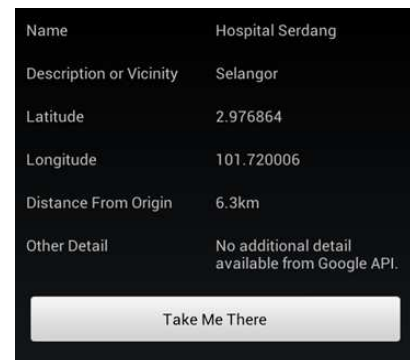 Name Hospital Serdang
Description or Vicinity Selangor
Latitude 2.976864
Longitude 101.720006
Distance From Origin 6.3km
Other Detail No additional detail
available from Google API.
Take Me There